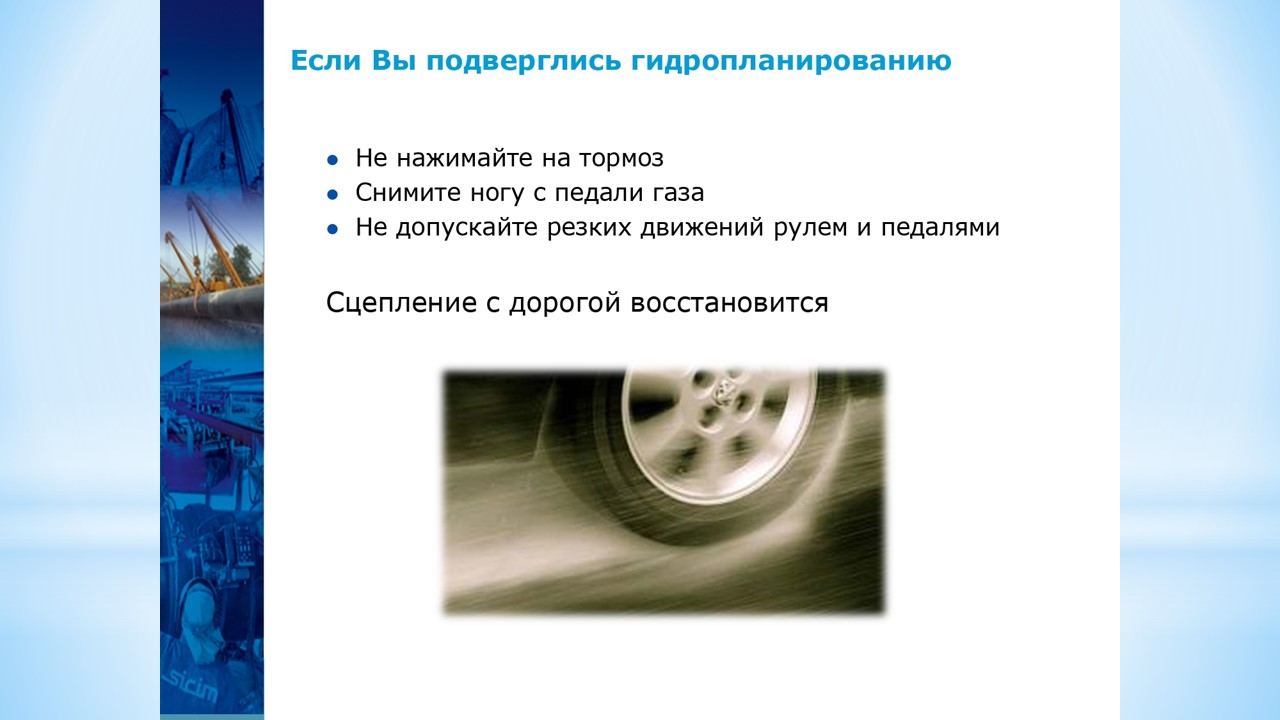 Если Вы подверглись гидропланированию
Не нажимайте на тормоз
Снимите ногу с педали газа
Не допускайте резких движений рулем и педалями
Сцепление с дорогой восстановится
sicim